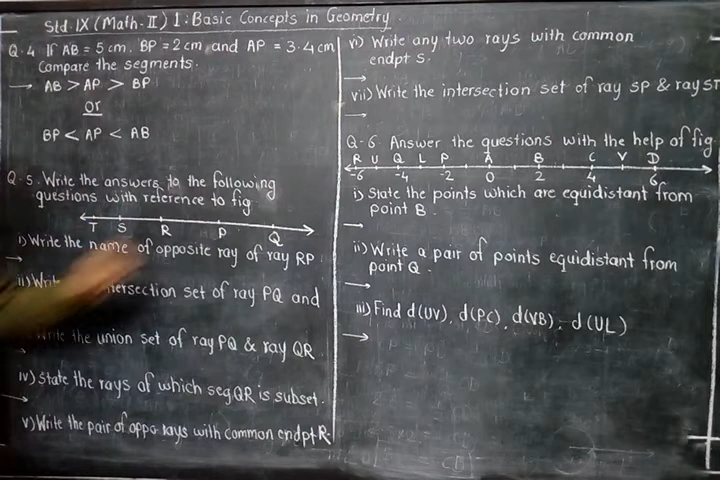 Std. IX (Math-II) 1. Basic Concepts in Geometry.
Q.4 If AB = 5 cm, BP = 2 cm and AP = 3.4 cm
Compare the segments.
→ AB > AP > BP
or
BP < AP < AB
Q.5. Write the answers to the following
questions with reference to fig
T S R P Q
i) Write the name of opposite ray of ray RP
→
ii) Writ intersection set of ray PQ and
Write the union set of ray PQ & ray QR.
iv) State the rays of which seg QR is subset.
→
v) Write the pair of oppo. rays with common endpt R.
vi) Write any two rays with common
endpt S.
→
vii) Write the intersection set of ray SP & ray ST
→
Q-6 Answer the questions with the help of fig
R U Q L P A B C V D
-6 -4 -2 0 2 4 6
i) State the points which are equidistant from
point B.
→
ii) Write a pair of points equidistant from
point Q.
→
iii) Find d(UV), d(PC), d(VB), d(UL)
→